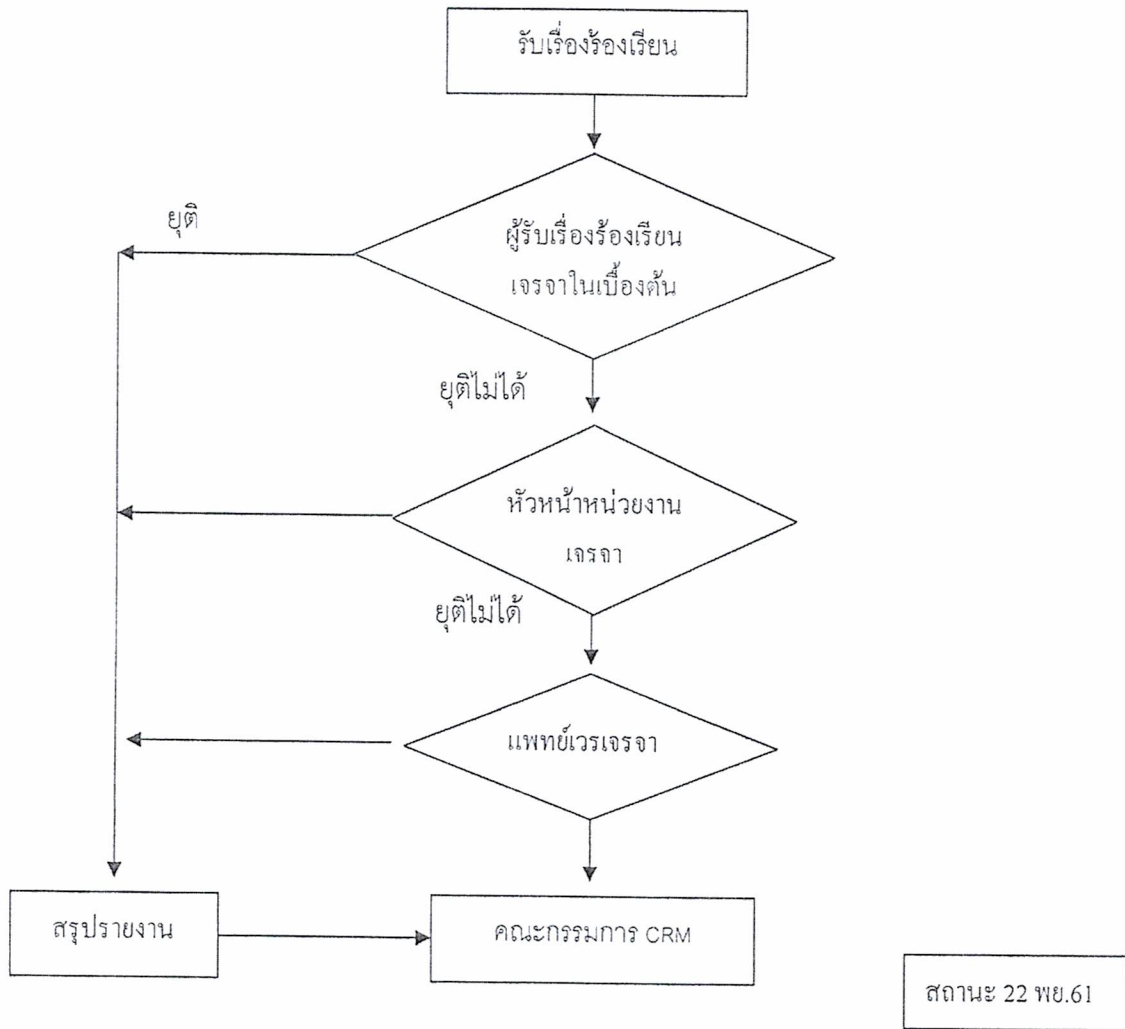 รับเรื่องร้องเรียน
ยุติ
ผู้รับเรื่องร้องเรียน
เจรจาในเบื้องต้น
ยุติไม่ได้
หัวหน้าหน่วยงาน
เจรจา
ยุติไม่ได้
แพทย์เวรเจรจา
สรุปรายงาน
คณะกรรมการ CRM
สถานะ 22 พย.61